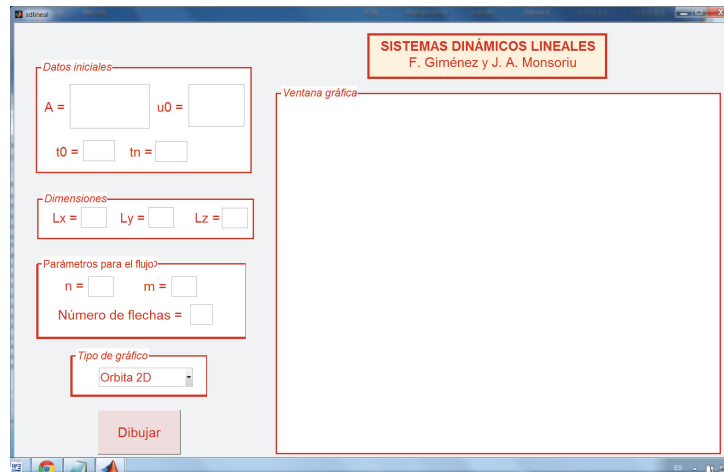 sdlineal
SISTEMAS DINÁMICOS LINEALES
F. Giménez y J. A. Monsoriu
Datos iniciales
A =
u0 =
t0 =
tn =
Dimensiones
Lx =
Ly =
Lz =
Parámetros para el flujo
n =
m =
Número de flechas =
Tipo de gráfico
Orbita 2D
Dibujar
Ventana gráfica
ES